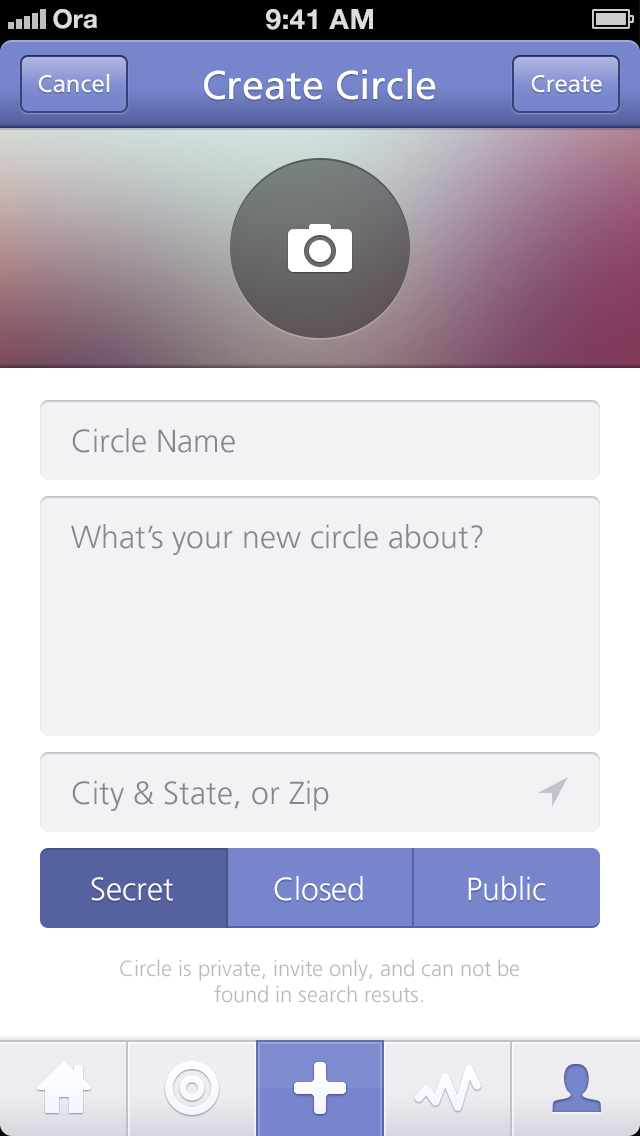 Ora 9:41 AM
Cancel Create Circle Create
Circle Name
What's your new circle about?
City & State, or Zip
Secret Closed Public
Circle is private, invite only, and can not be
found in search resuts.